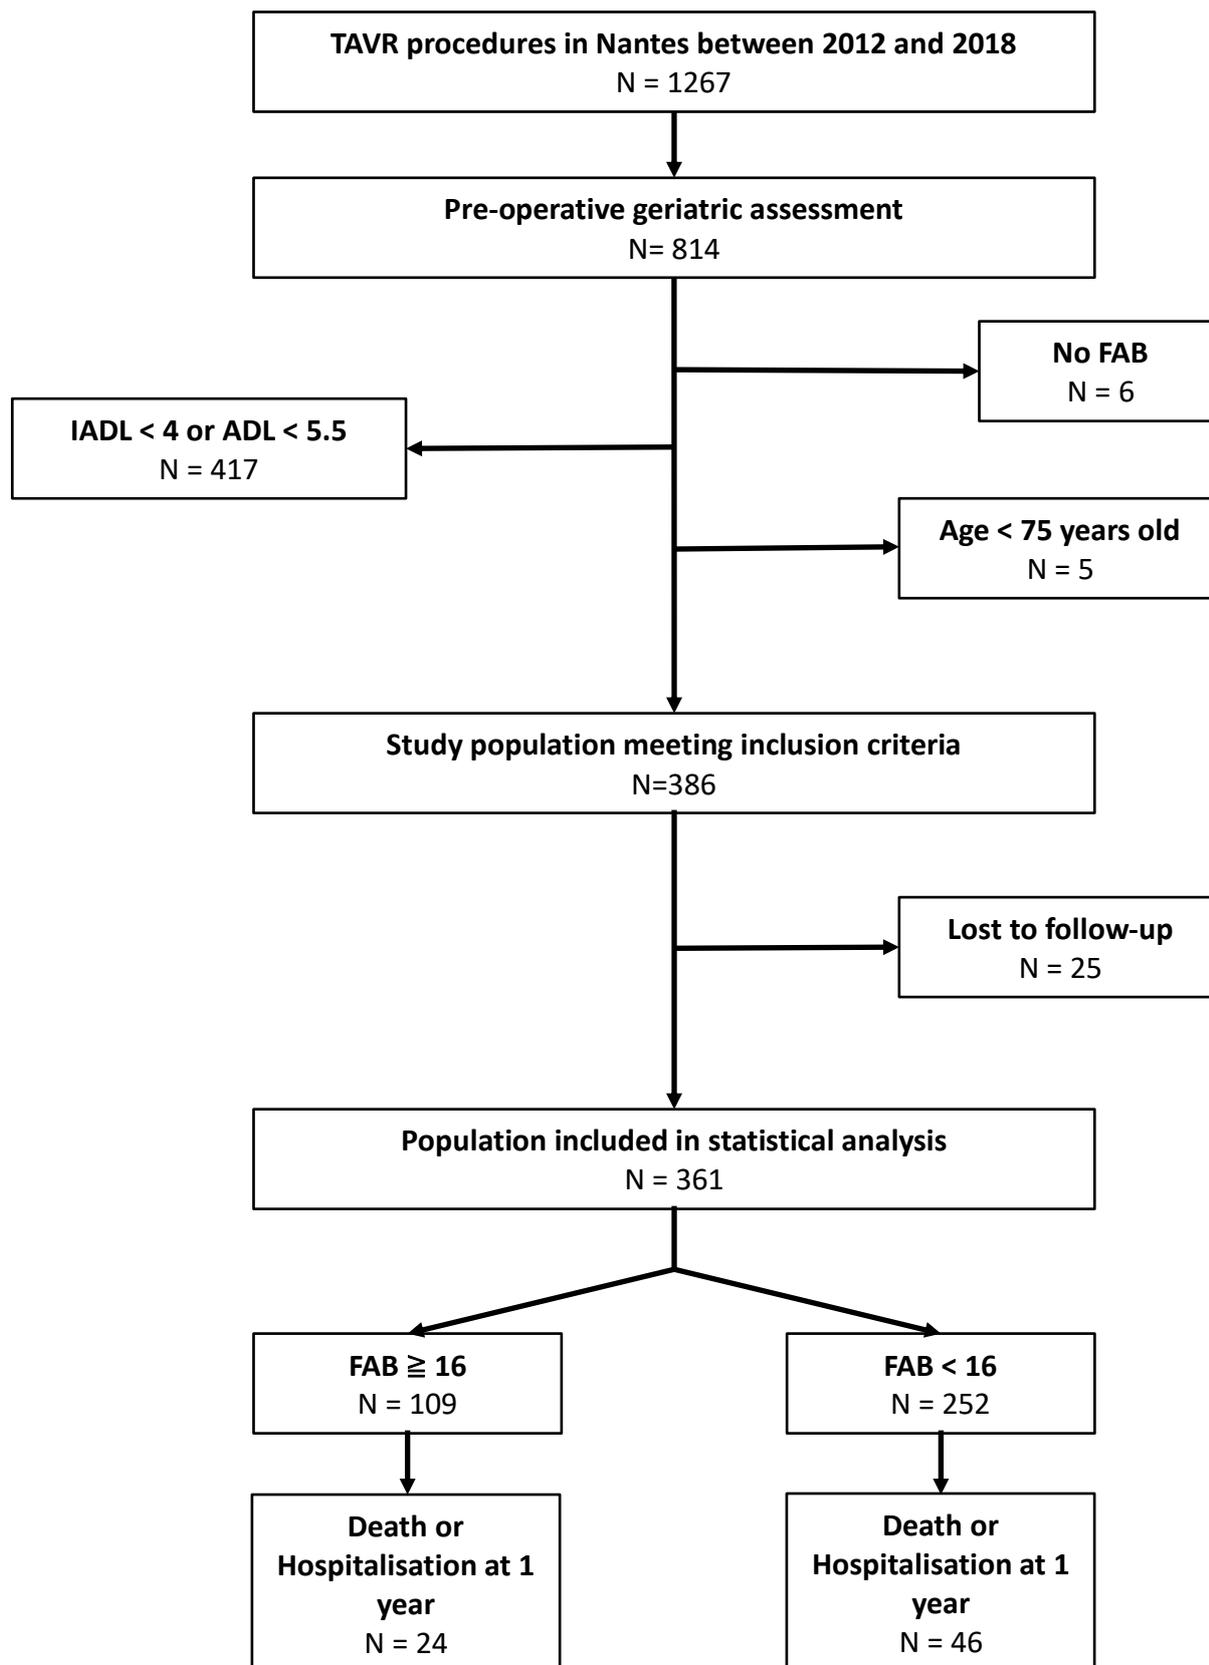 TAVR procedures in Nantes between 2012 and 2018
N = 1267
Pre-operative geriatric assessment
N= 814
No FAB
N = 6
IADL < 4 or ADL < 5.5
N = 417
Age < 75 years old
N = 5
Study population meeting inclusion criteria
N=386
Lost to follow-up
N = 25
Population included in statistical analysis
N = 361
FAB ≧ 16
N = 109
FAB < 16
N = 252
Death or
Hospitalisation at 1
year
N = 24
Death or
Hospitalisation at 1
year
N = 46